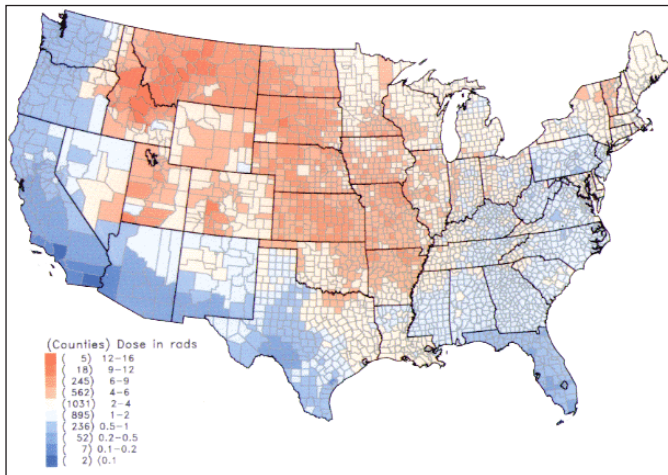 (Counties) Dose in rads
( 5) 12-16
( 18) 9-12
( 245) 6-9
( 562) 4-6
(1031) 2-4
( 895) 1-2
( 236) 0.5-1
( 52) 0.2-0.5
( 7) 0.1-0.2
( 2) (0.1